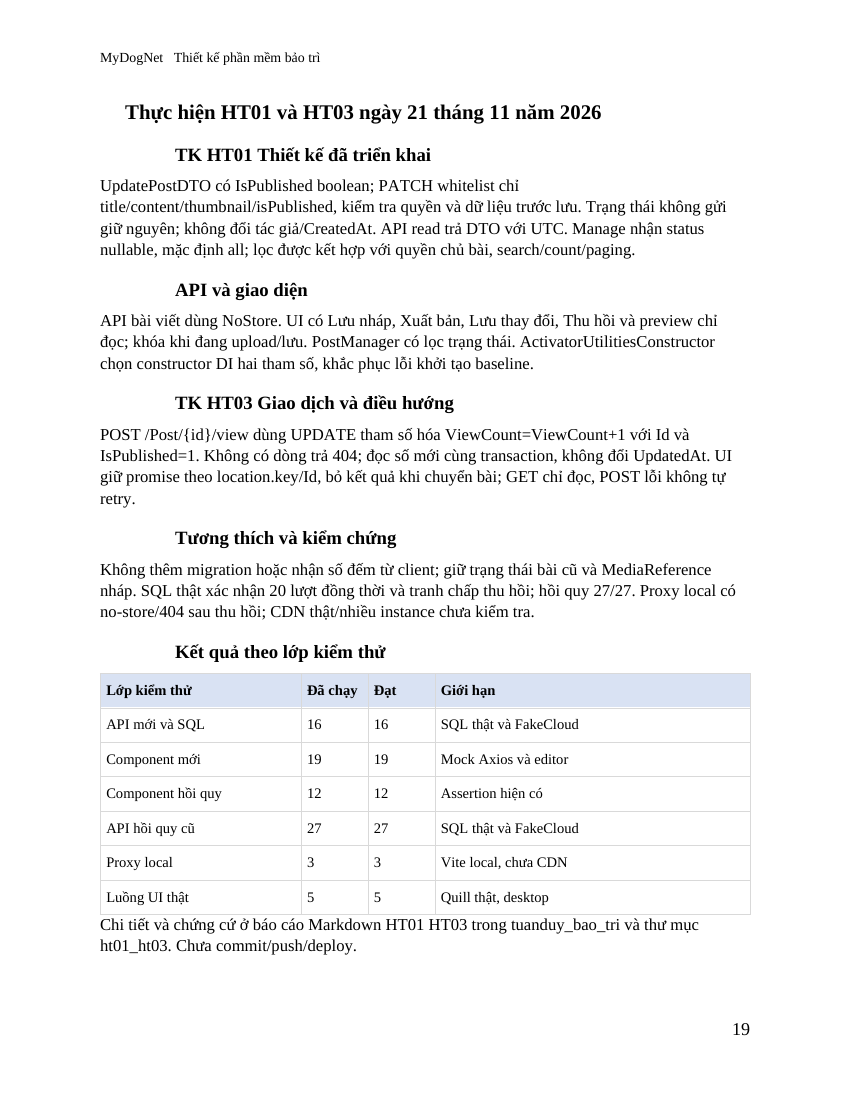 MyDogNet Thiết kế phần mềm bảo trì
Thực hiện HT01 và HT03 ngày 21 tháng 11 năm 2026
TK HT01 Thiết kế đã triển khai
UpdatePostDTO có IsPublished boolean; PATCH whitelist chỉ
title/content/thumbnail/isPublished, kiểm tra quyền và dữ liệu trước lưu. Trạng thái không gửi
giữ nguyên; không đổi tác giả/CreatedAt. API read trả DTO với UTC. Manage nhận status
nullable, mặc định all; lọc được kết hợp với quyền chủ bài, search/count/paging.
API và giao diện
API bài viết dùng NoStore. UI có Lưu nháp, Xuất bản, Lưu thay đổi, Thu hồi và preview chỉ
đọc; khóa khi đang upload/lưu. PostManager có lọc trạng thái. ActivatorUtilitiesConstructor
chọn constructor DI hai tham số, khắc phục lỗi khởi tạo baseline.
TK HT03 Giao dịch và điều hướng
POST /Post/{id}/view dùng UPDATE tham số hóa ViewCount=ViewCount+1 với Id và
IsPublished=1. Không có dòng trả 404; đọc số mới cùng transaction, không đổi UpdatedAt. UI
giữ promise theo location.key/Id, bỏ kết quả khi chuyển bài; GET chỉ đọc, POST lỗi không tự
retry.
Tương thích và kiểm chứng
Không thêm migration hoặc nhận số đếm từ client; giữ trạng thái bài cũ và MediaReference
nháp. SQL thật xác nhận 20 lượt đồng thời và tranh chấp thu hồi; hồi quy 27/27. Proxy local có
no-store/404 sau thu hồi; CDN thật/nhiều instance chưa kiểm tra.
Kết quả theo lớp kiểm thử
Lớp kiểm thử Đã chạy Đạt Giới hạn
API mới và SQL 16 16 SQL thật và FakeCloud
Component mới 19 19 Mock Axios và editor
Component hồi quy 12 12 Assertion hiện có
API hồi quy cũ 27 27 SQL thật và FakeCloud
Proxy local 3 3 Vite local, chưa CDN
Luồng UI thật 5 5 Quill thật, desktop
Chi tiết và chứng cứ ở báo cáo Markdown HT01 HT03 trong tuanduy_bao_tri và thư mục
ht01_ht03. Chưa commit/push/deploy.
19